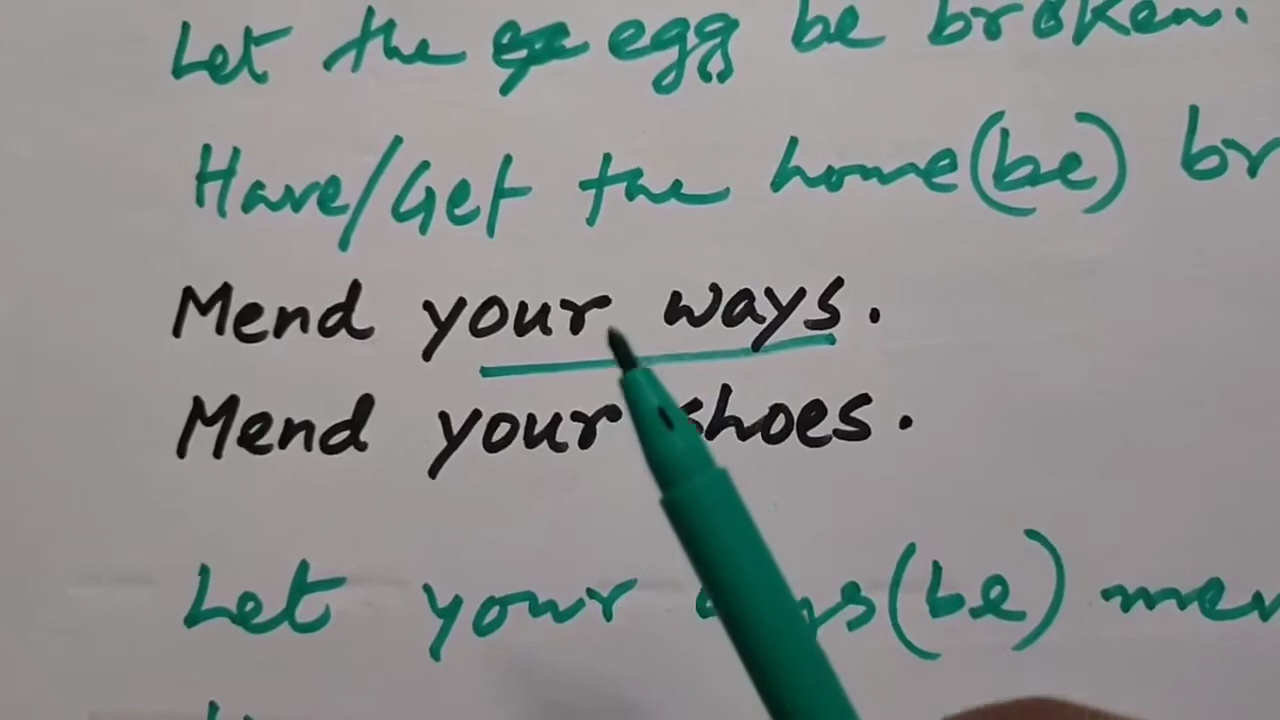 Let the egg be broken.
Have/Get the home(be) br
Mend your ways.
Mend your shoes.
Let your (be) men